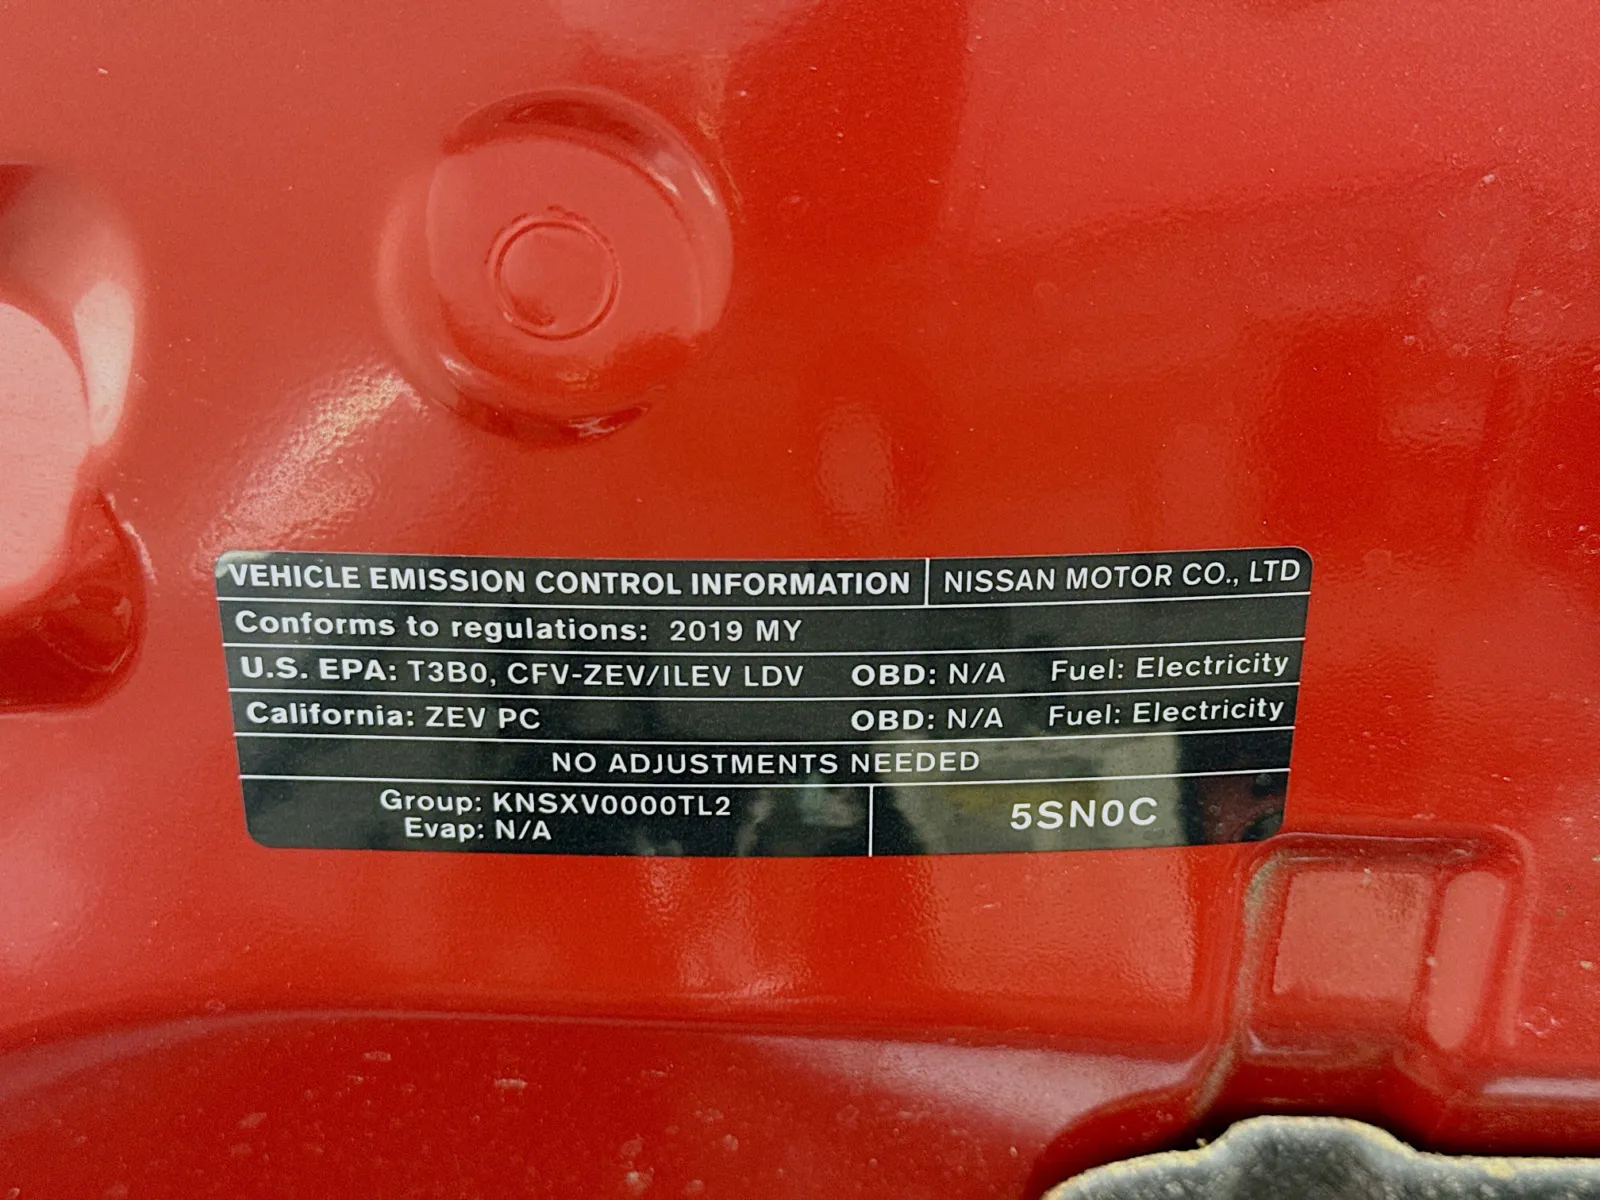 VEHICLE EMISSION CONTROL INFORMATION NISSAN MOTOR CO., LTD
Conforms to regulations: 2019 MY
U.S. EPA: T3B0, CFV-ZEV/ILEV LDV OBD: N/A Fuel: Electricity
California: ZEV PC OBD: N/A Fuel: Electricity
NO ADJUSTMENTS NEEDED
Group: KNSXV0000TL2
Evap: N/A
5SN0C